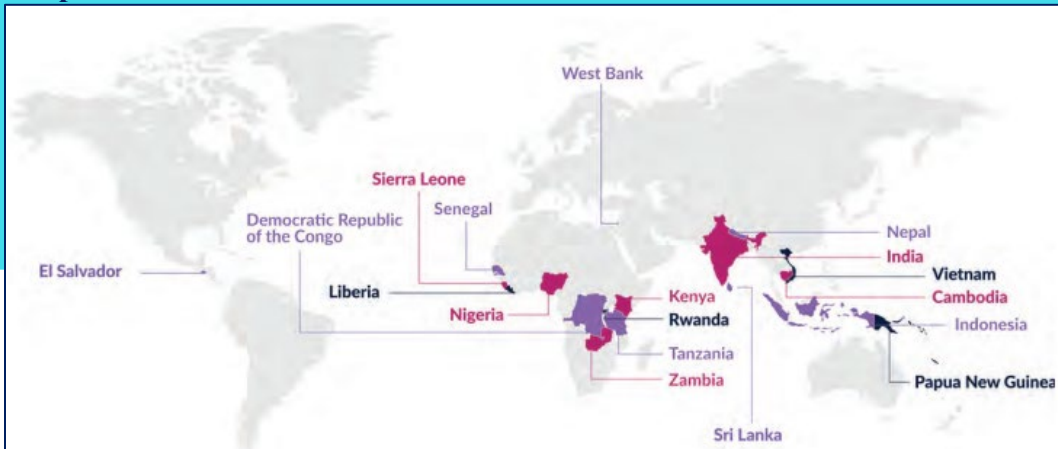 West Bank
Sierra Leone
Senegal
Democratic Republic
of the Congo
Nepal
India
El Salvador
Vietnam
Liberia
Kenya
Cambodia
Nigeria
Rwanda
Indonesia
Tanzania
Zambia
Papua New Guinea
Sri Lanka